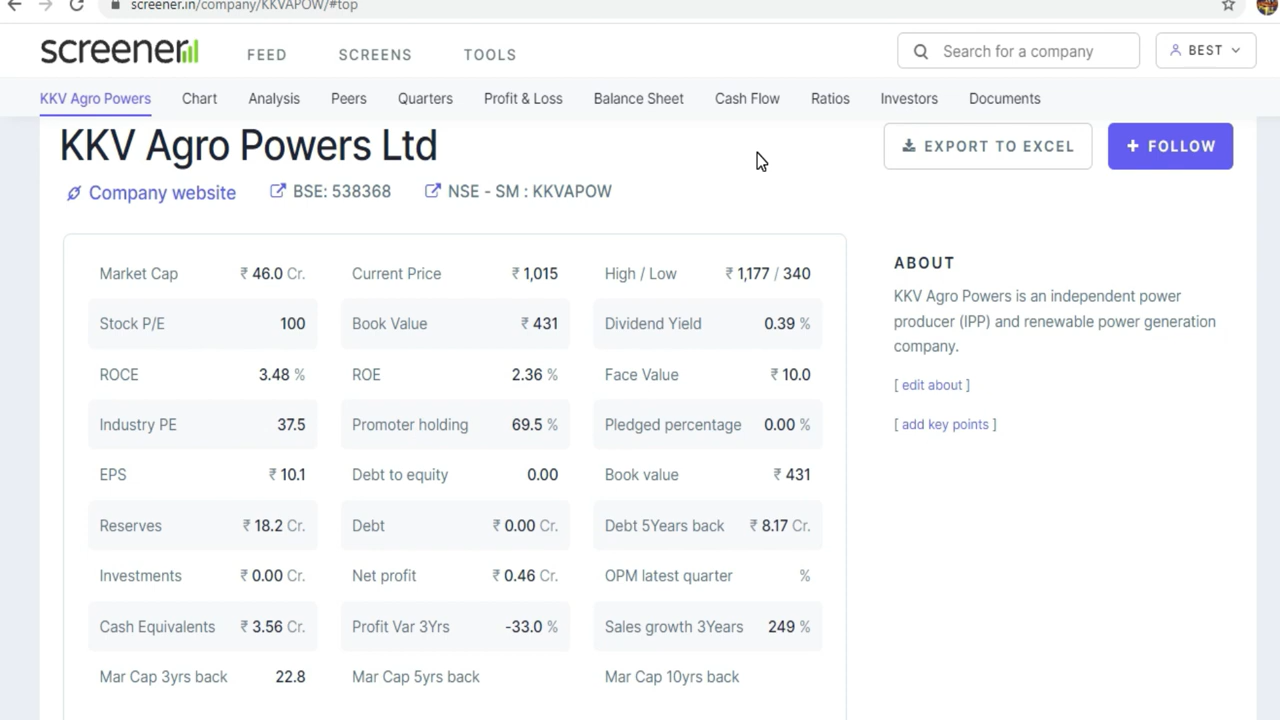 screener.in/company/KKVAPOW/#top
screener FEED SCREENS TOOLS Search for a company BEST
KKV Agro Powers Chart Analysis Peers Quarters Profit & Loss Balance Sheet Cash Flow Ratios Investors Documents
KKV Agro Powers Ltd EXPORT TO EXCEL + FOLLOW
Company website BSE: 538368 NSE - SM : KKVAPOW
Market Cap ₹ 46.0 Cr. Current Price ₹ 1,015 High / Low ₹ 1,177 / 340
Stock P/E 100 Book Value ₹ 431 Dividend Yield 0.39 %
ROCE 3.48 % ROE 2.36 % Face Value ₹ 10.0
Industry PE 37.5 Promoter holding 69.5 % Pledged percentage 0.00 %
EPS ₹ 10.1 Debt to equity 0.00 Book value ₹ 431
Reserves ₹ 18.2 Cr. Debt ₹ 0.00 Cr. Debt 5Years back ₹ 8.17 Cr.
Investments ₹ 0.00 Cr. Net profit ₹ 0.46 Cr. OPM latest quarter %
Cash Equivalents ₹ 3.56 Cr. Profit Var 3Yrs -33.0 % Sales growth 3Years 249 %
Mar Cap 3yrs back 22.8 Mar Cap 5yrs back Mar Cap 10yrs back
ABOUT
KKV Agro Powers is an independent power
producer (IPP) and renewable power generation
company.
[ edit about ]
[ add key points ]